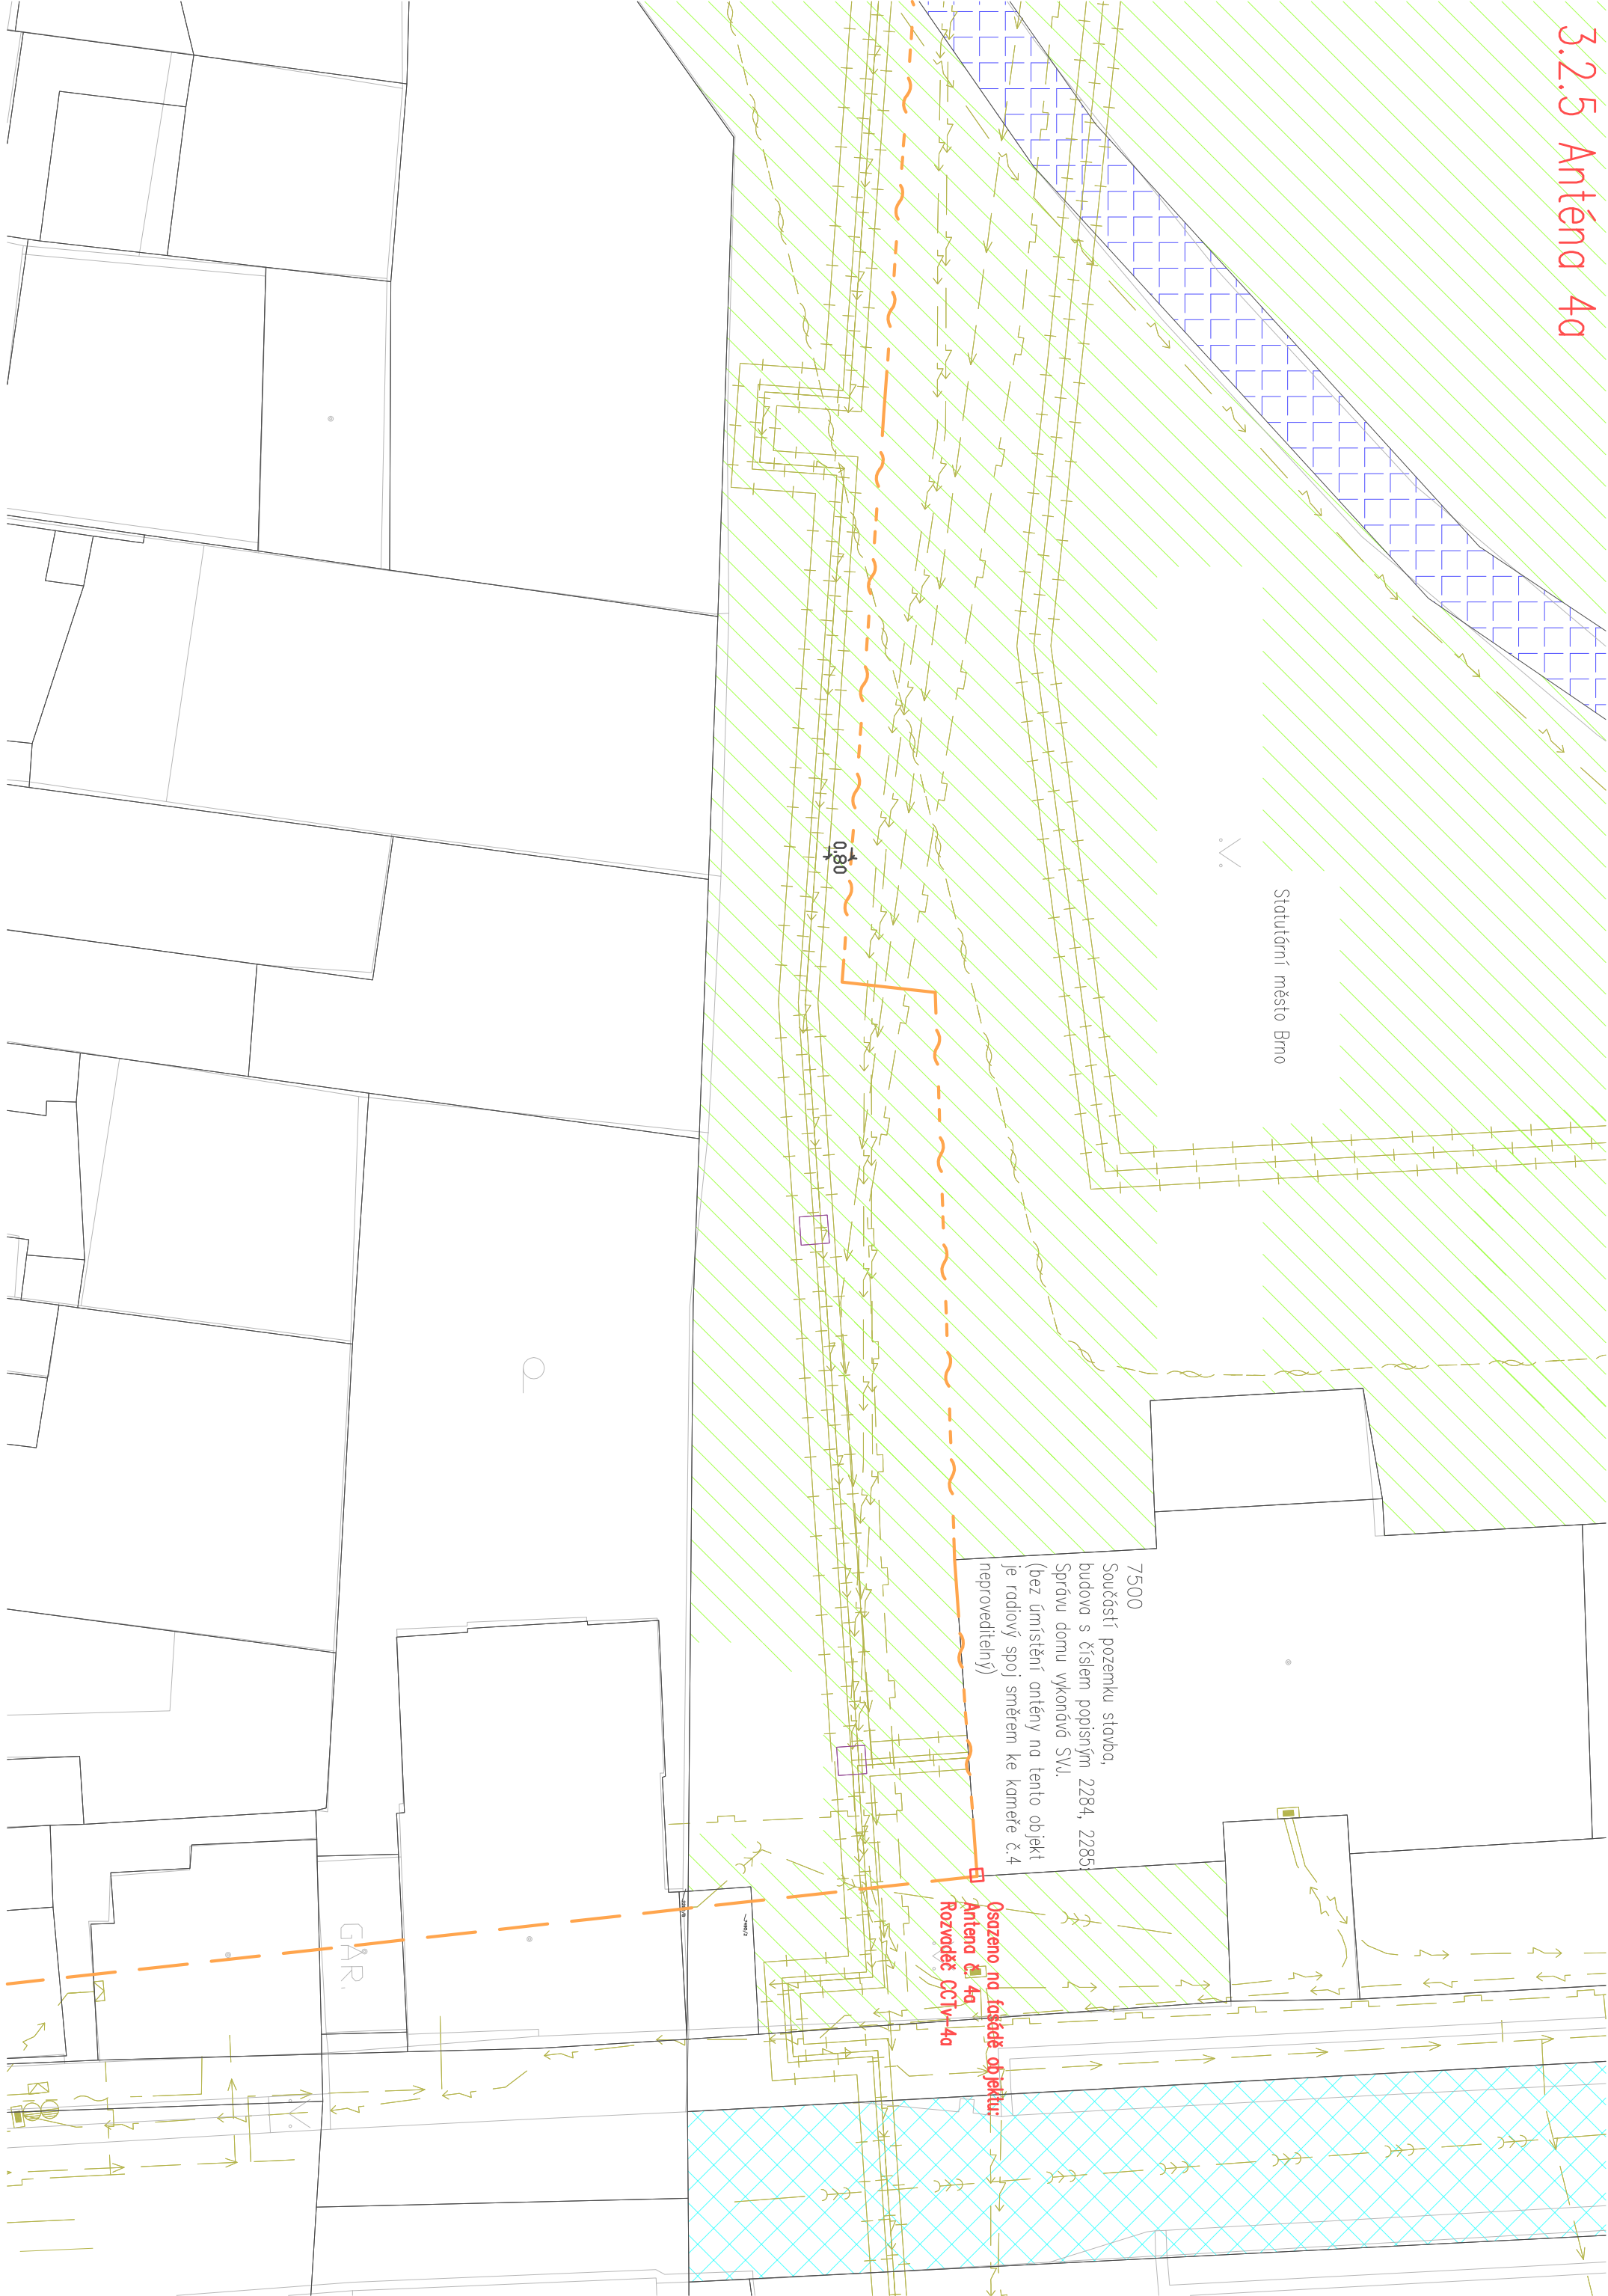 3.2.5 Anténa 4a
Statutární město Brno
0.80
7500
Součástí pozemku stavba,
budova s číslem popisným 2284, 2285;
Správu domu vykonává SVJ.
(bez úmístění antény na tento objekt
je radiový spoj směrem ke kameře č.4
neproveditelný)
Osazeno na fasádě objektu:
Antena č. 4a
Rozvaděč CCTv-4a
GAR.